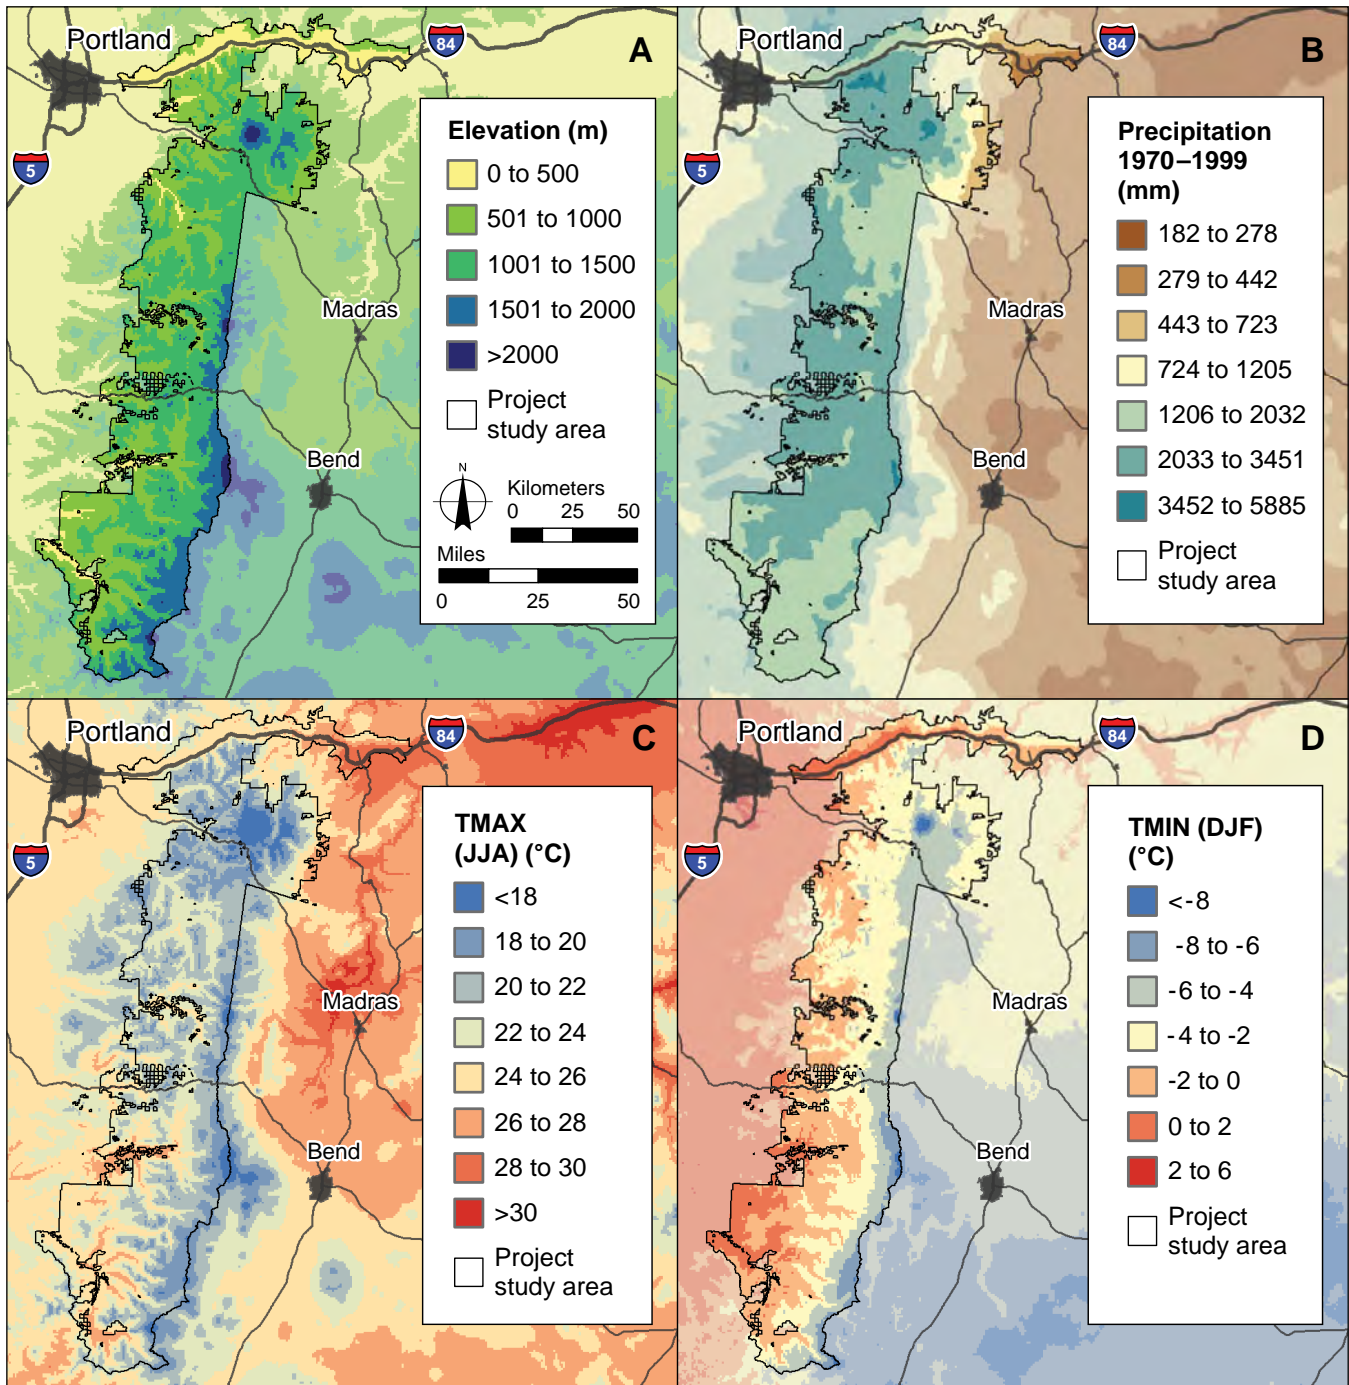 Portland
84
A
5
Elevation (m)
0 to 500
501 to 1000
1001 to 1500
1501 to 2000
>2000
Project
study area
Madras
Bend
N
Kilometers
0 25 50
Miles
0 25 50
Portland
84
B
5
Precipitation
1970–1999
(mm)
182 to 278
279 to 442
443 to 723
724 to 1205
1206 to 2032
2033 to 3451
3452 to 5885
Project
study area
Madras
Bend
Portland
84
C
5
TMAX
(JJA) (°C)
<18
18 to 20
20 to 22
22 to 24
24 to 26
26 to 28
28 to 30
>30
Project
study area
Madras
Bend
Portland
84
D
5
TMIN (DJF)
(°C)
<-8
-8 to -6
-6 to -4
-4 to -2
-2 to 0
0 to 2
2 to 6
Project
study area
Madras
Bend